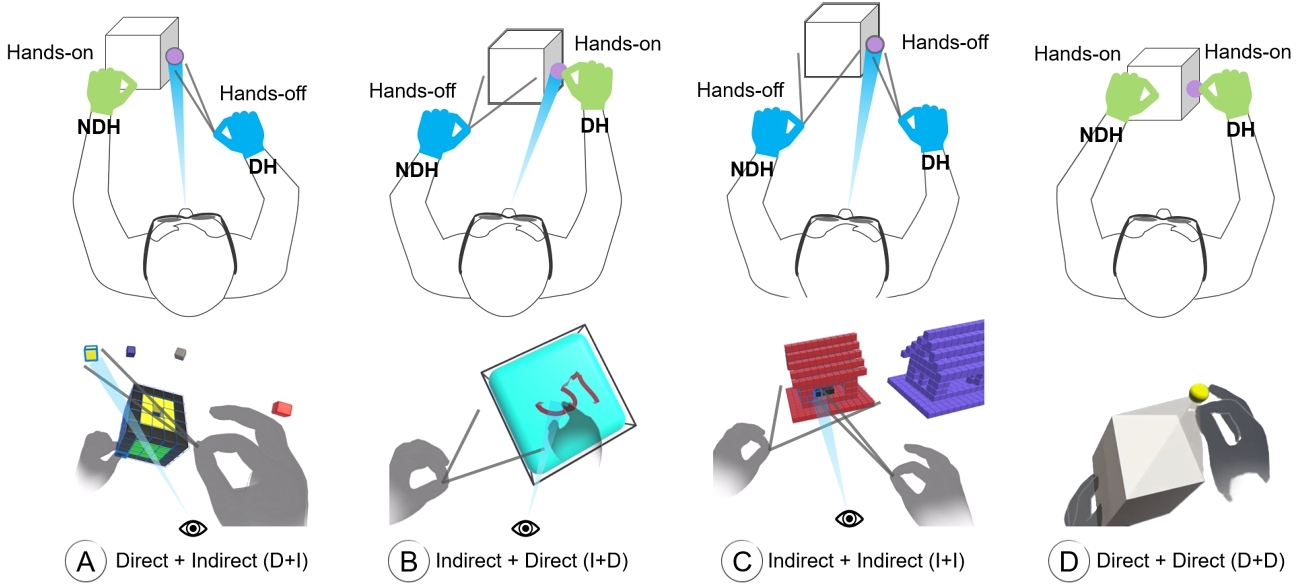 Hands-on
NDH
Hands-off
DH
Hands-off
NDH
Hands-on
DH
Hands-off
NDH
Hands-off
DH
Hands-on
NDH
Hands-on
DH
57
A Direct + Indirect (D+I)
B Indirect + Direct (I+D)
C Indirect + Indirect (I+I)
D Direct + Direct (D+D)